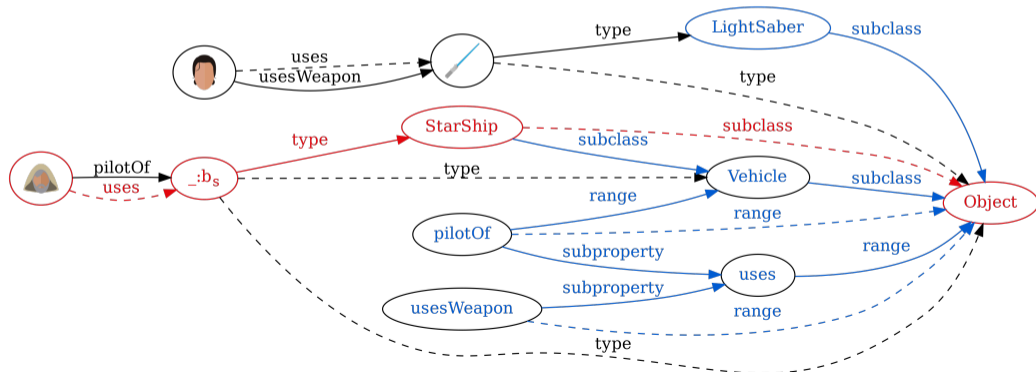 LightSaber
subclass
type
uses
usesWeapon
type
StarShip
subclass
type
subclass
pilotOf
uses
_:bs
type
Vehicle
subclass
Object
range
range
pilotOf
subproperty
uses
range
subproperty
usesWeapon
range
type